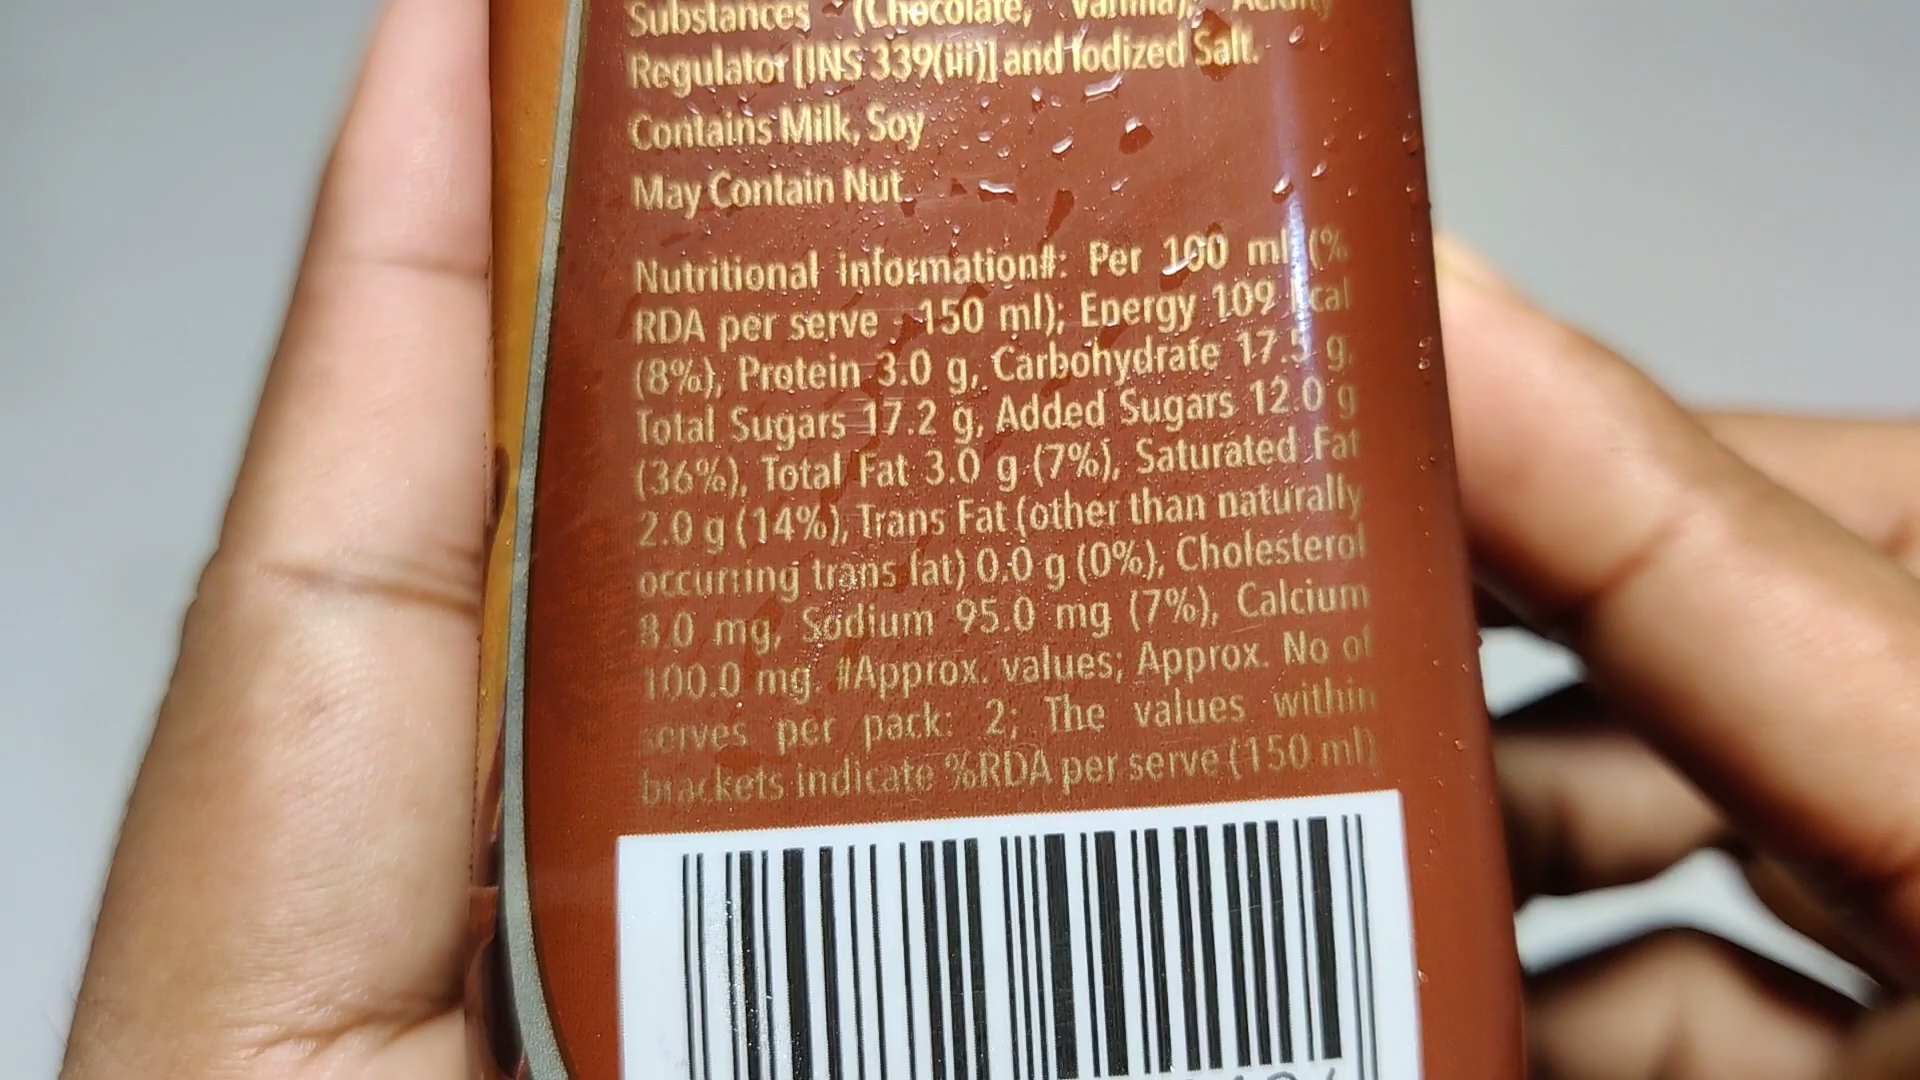 Substances (Chocolate, Vanilla), Acidity
Regulator [INS 339(iii)] and Iodized Salt.
Contains Milk, Soy
May Contain Nut
Nutritional information#: Per 100 ml (%
RDA per serve - 150 ml); Energy 109 kcal
(8%), Protein 3.0 g, Carbohydrate 17.5 g,
Total Sugars 17.2 g, Added Sugars 12.0 g
(36%), Total Fat 3.0 g (7%), Saturated Fat
2.0 g (14%), Trans Fat (other than naturally
occurring trans fat) 0.0 g (0%), Cholesterol
8.0 mg, Sodium 95.0 mg (7%), Calcium
100.0 mg. #Approx. values; Approx. No of
serves per pack: 2; The values within
brackets indicate %RDA per serve (150 ml)